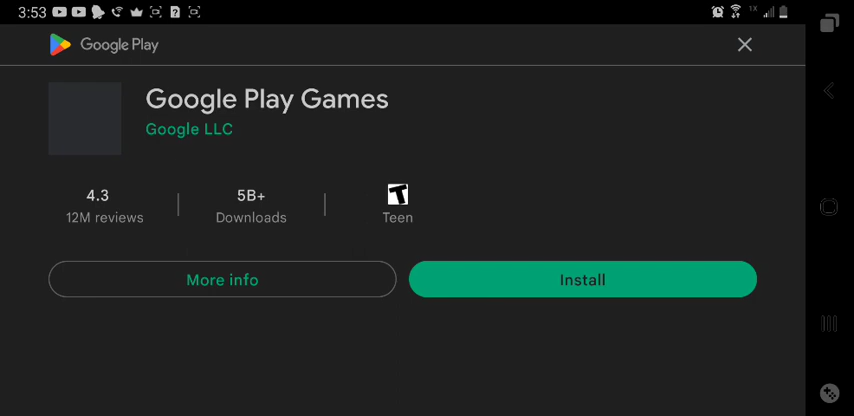 3:53
1X
Google Play
Google Play Games
Google LLC
4.3
5B+
T
12M reviews
Downloads
Teen
More info
Install